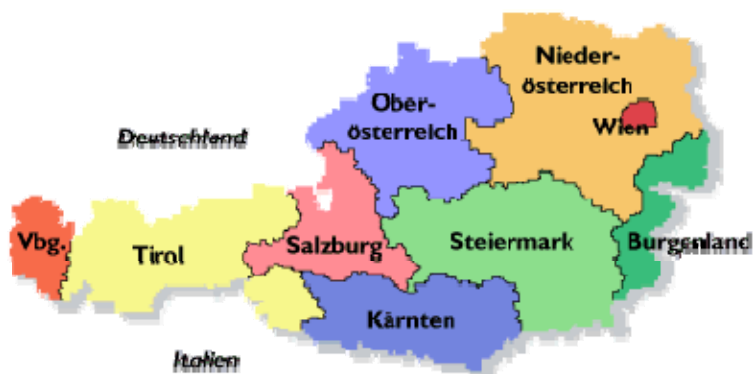 Nieder-
österreich
Ober-
österreich
Wien
Deutschland
Vbg.
Tirol
Salzburg
Steiermark
Burgenland
Kärnten
Italien